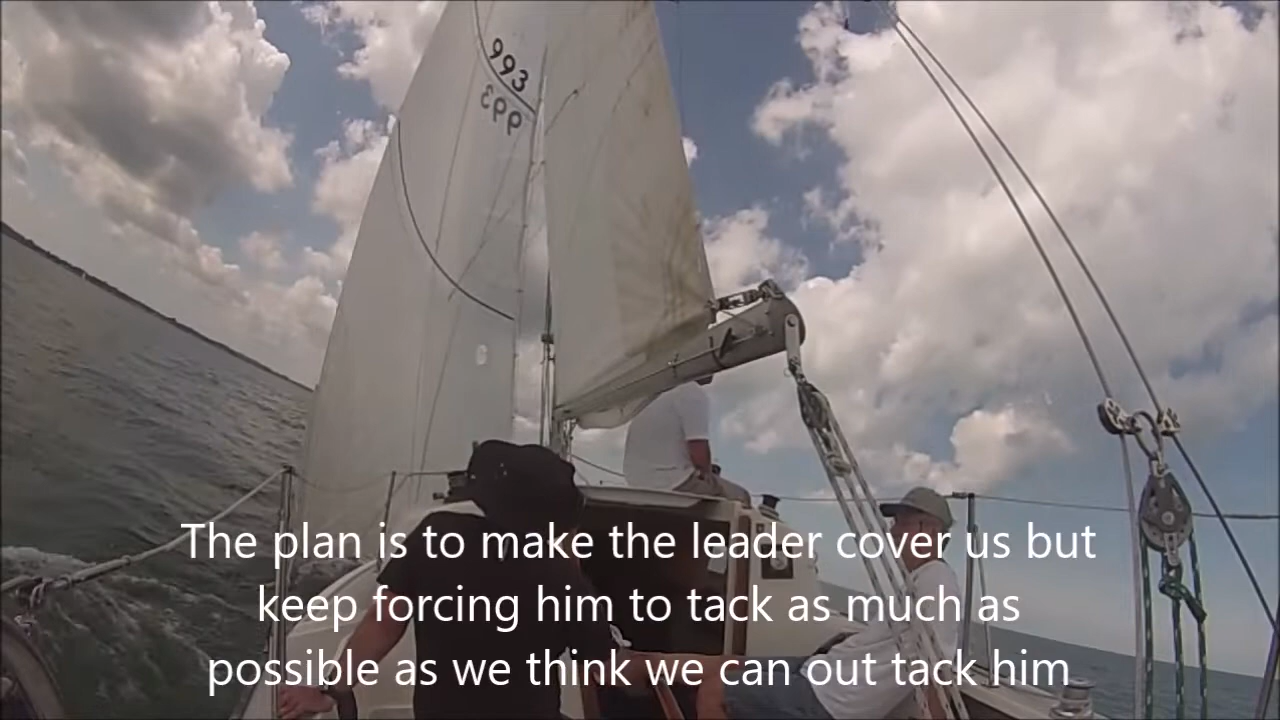 993
993
The plan is to make the leader cover us but
keep forcing him to tack as much as
possible as we think we can out tack him